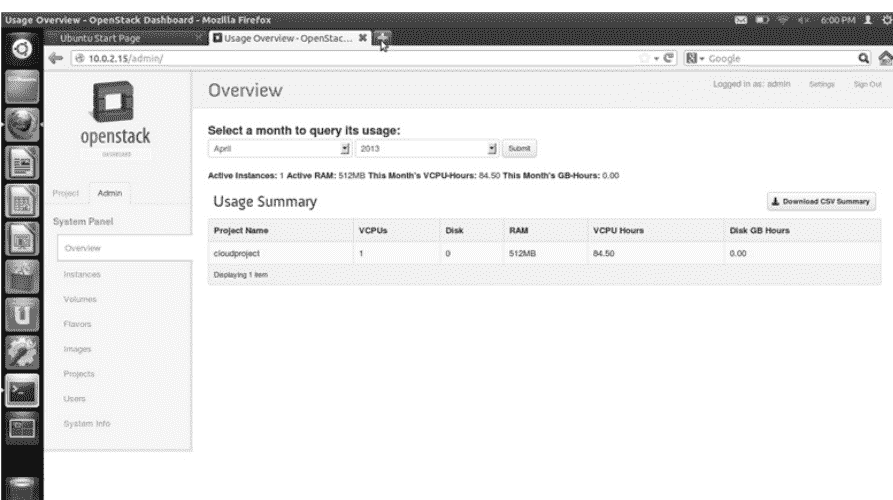 Usage Overview - OpenStack Dashboard - Mozilla Firefox
6:00 PM
Ubuntu Start Page
Usage Overview - OpenStac...
10.0.2.15/admin/
Google
Overview
Logged in as: admin
Settings
Sign Out
openstack
DASHBOARD
Select a month to query its usage:
April
2013
Submit
Active Instances: 1 Active RAM: 512MB This Month's VCPU-Hours: 84.50 This Month's GB-Hours: 0.00
Project
Admin
Usage Summary
Download CSV Summary
System Panel
Overview
Instances
Volumes
Flavors
Images
Projects
Users
System Info
Project Name VCPUs Disk RAM VCPU Hours Disk GB Hours
cloudproject 1 0 512MB 84.50 0.00
Displaying 1 item